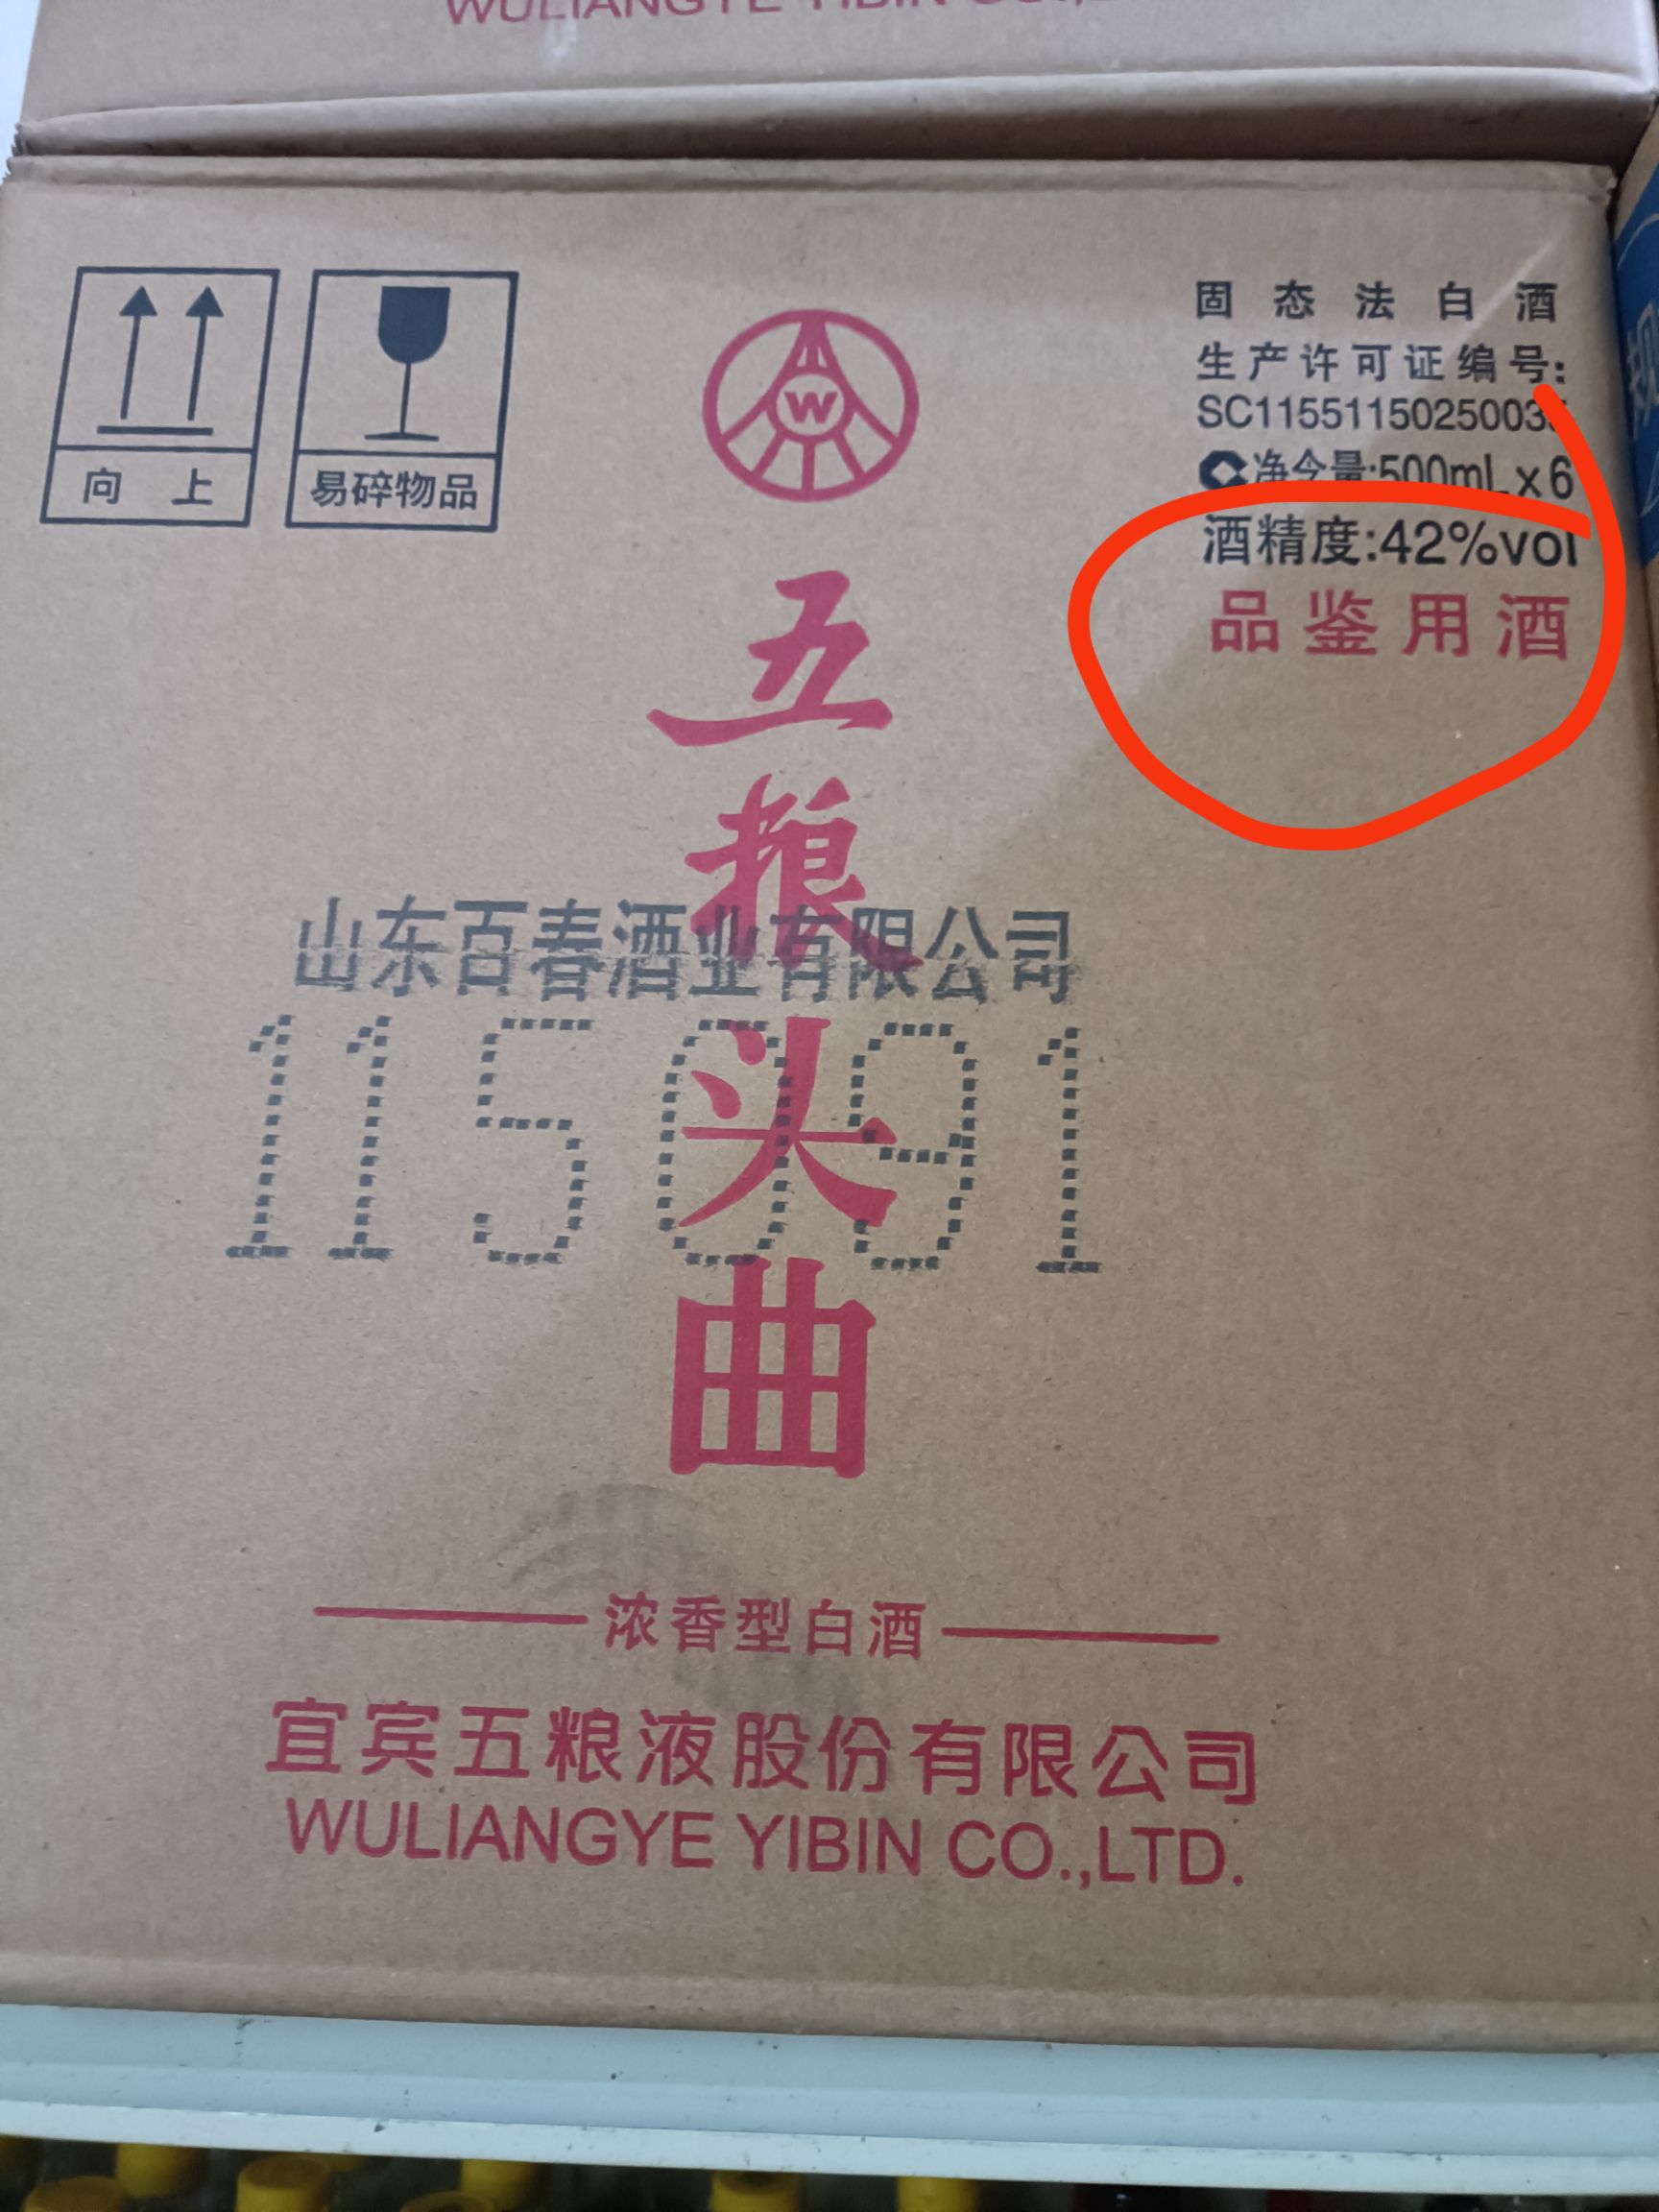 WULIANGYE YIBIN CO.,L
向上
易碎物品
W
固态法白酒
生产许可证编号:
SC11551150250035
净含量:500mL x 6
酒精度:42%vol
品鉴用酒
五粮头曲
山东百春酒业有限公司
115091
浓香型白酒
宜宾五粮液股份有限公司
WULIANGYE YIBIN CO.,LTD.